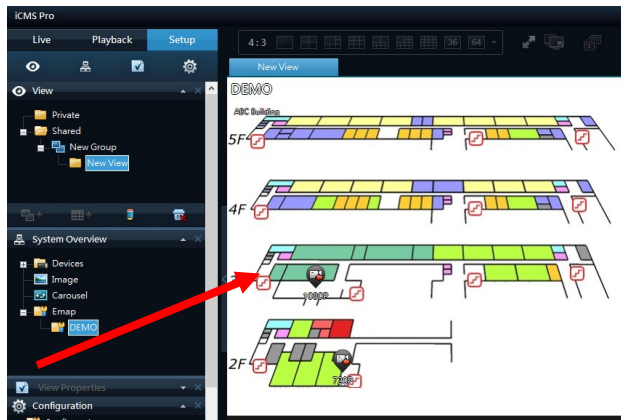 iCMS Pro
Live Playback Setup
4:3 36 64
New View
View
Private
Shared
New Group
New View
System Overview
Devices
Image
Carousel
Emap
DEMO
View Properties
Configuration
DEMO
ABC Building
5F
4F
1080P
2F